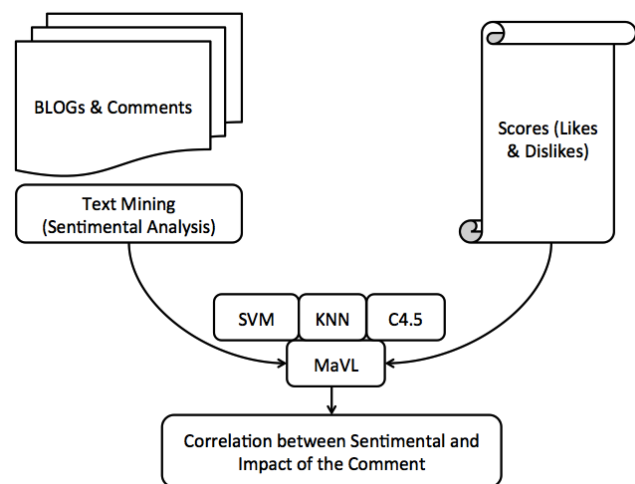 BLOGs & Comments
Scores (Likes
& Dislikes)
Text Mining
(Sentimental Analysis)
SVM
KNN
C4.5
MaVL
Correlation between Sentimental and
Impact of the Comment